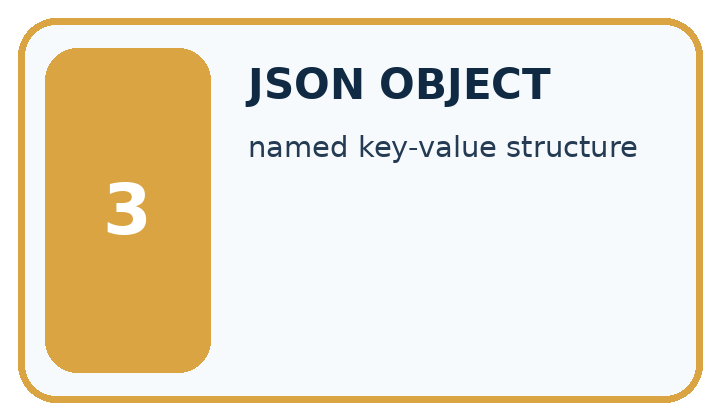 3
JSON OBJECT
named key-value structure